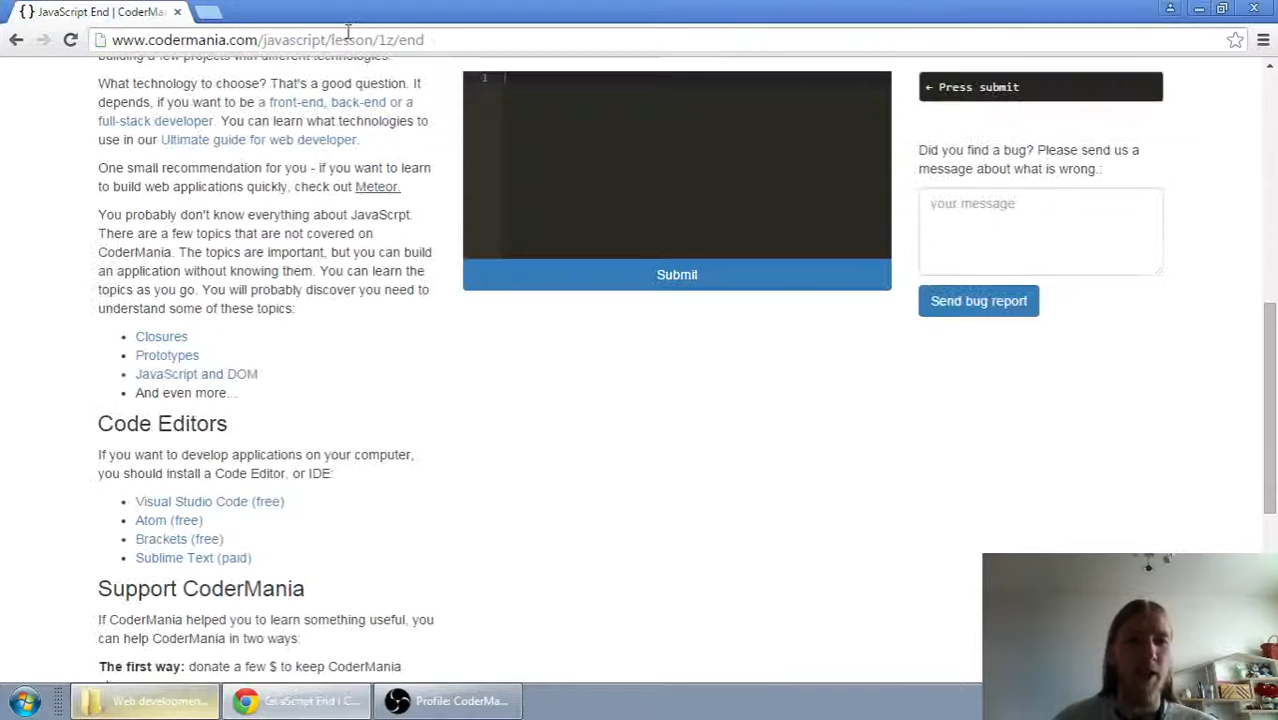 JavaScript End | CoderMa
www.codermania.com/javascript/lesson/1z/end
building a few projects with different technologies.
What technology to choose? That's a good question. It
depends, if you want to be a front-end, back-end or a
full-stack developer. You can learn what technologies to
use in our Ultimate guide for web developer.
One small recommendation for you - if you want to learn
to build web applications quickly, check out Meteor.
You probably don't know everything about JavaScrpt.
There are a few topics that are not covered on
CoderMania. The topics are important, but you can build
an application without knowing them. You can learn the
topics as you go. You will probably discover you need to
understand some of these topics:
• Closures
• Prototypes
• JavaScript and DOM
• And even more...
Code Editors
If you want to develop applications on your computer,
you should install a Code Editor, or IDE:
• Visual Studio Code (free)
• Atom (free)
• Brackets (free)
• Sublime Text (paid)
Support CoderMania
If CoderMania helped you to learn something useful, you
can help CoderMania in two ways:
The first way: donate a few $ to keep CoderMania
1
Submit
← Press submit
Did you find a bug? Please send us a
message about what is wrong.:
your message
Send bug report
Web developmen...
JavaScript End | C...
Profile: CoderMa...